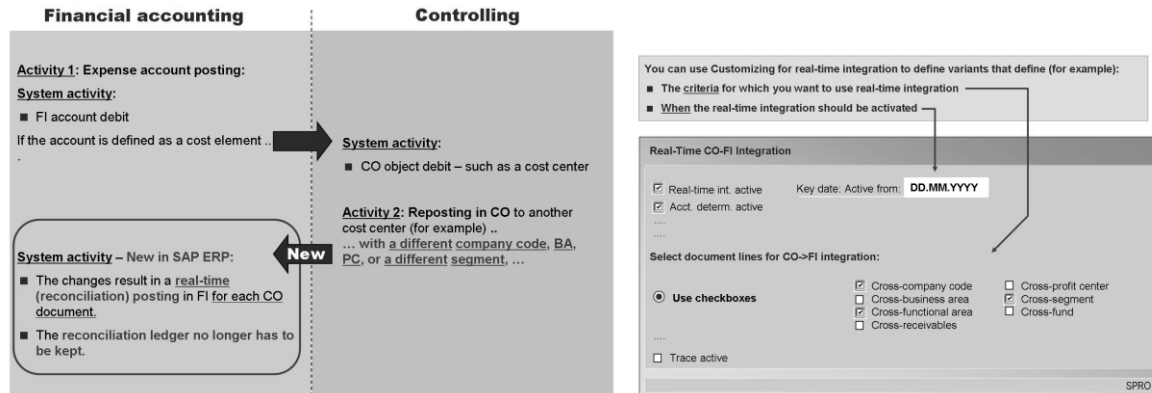 Financial accounting
Controlling
Activity 1: Expense account posting:
System activity:
■ FI account debit
If the account is defined as a cost element ..
.
System activity:
■ CO object debit – such as a cost center
Activity 2: Reposting in CO to another
cost center (for example) ..
… with a different company code, BA,
PC, or a different segment, …
New
System activity – New in SAP ERP:
■ The changes result in a real-time
(reconciliation) posting in FI for each CO
document.
■ The reconciliation ledger no longer has to
be kept.
You can use Customizing for real-time integration to define variants that define (for example):
■ The criteria for which you want to use real-time integration
■ When the real-time integration should be activated
Real-Time CO-FI Integration
Real-time int. active Key date: Active from: DD.MM.YYYY
Acct. determ. active
....
....
Select document lines for CO->FI integration:
Use checkboxes
Cross-company code
Cross-business area
Cross-functional area
Cross-receivables
Cross-profit center
Cross-segment
Cross-fund
....
Trace active
SPRO